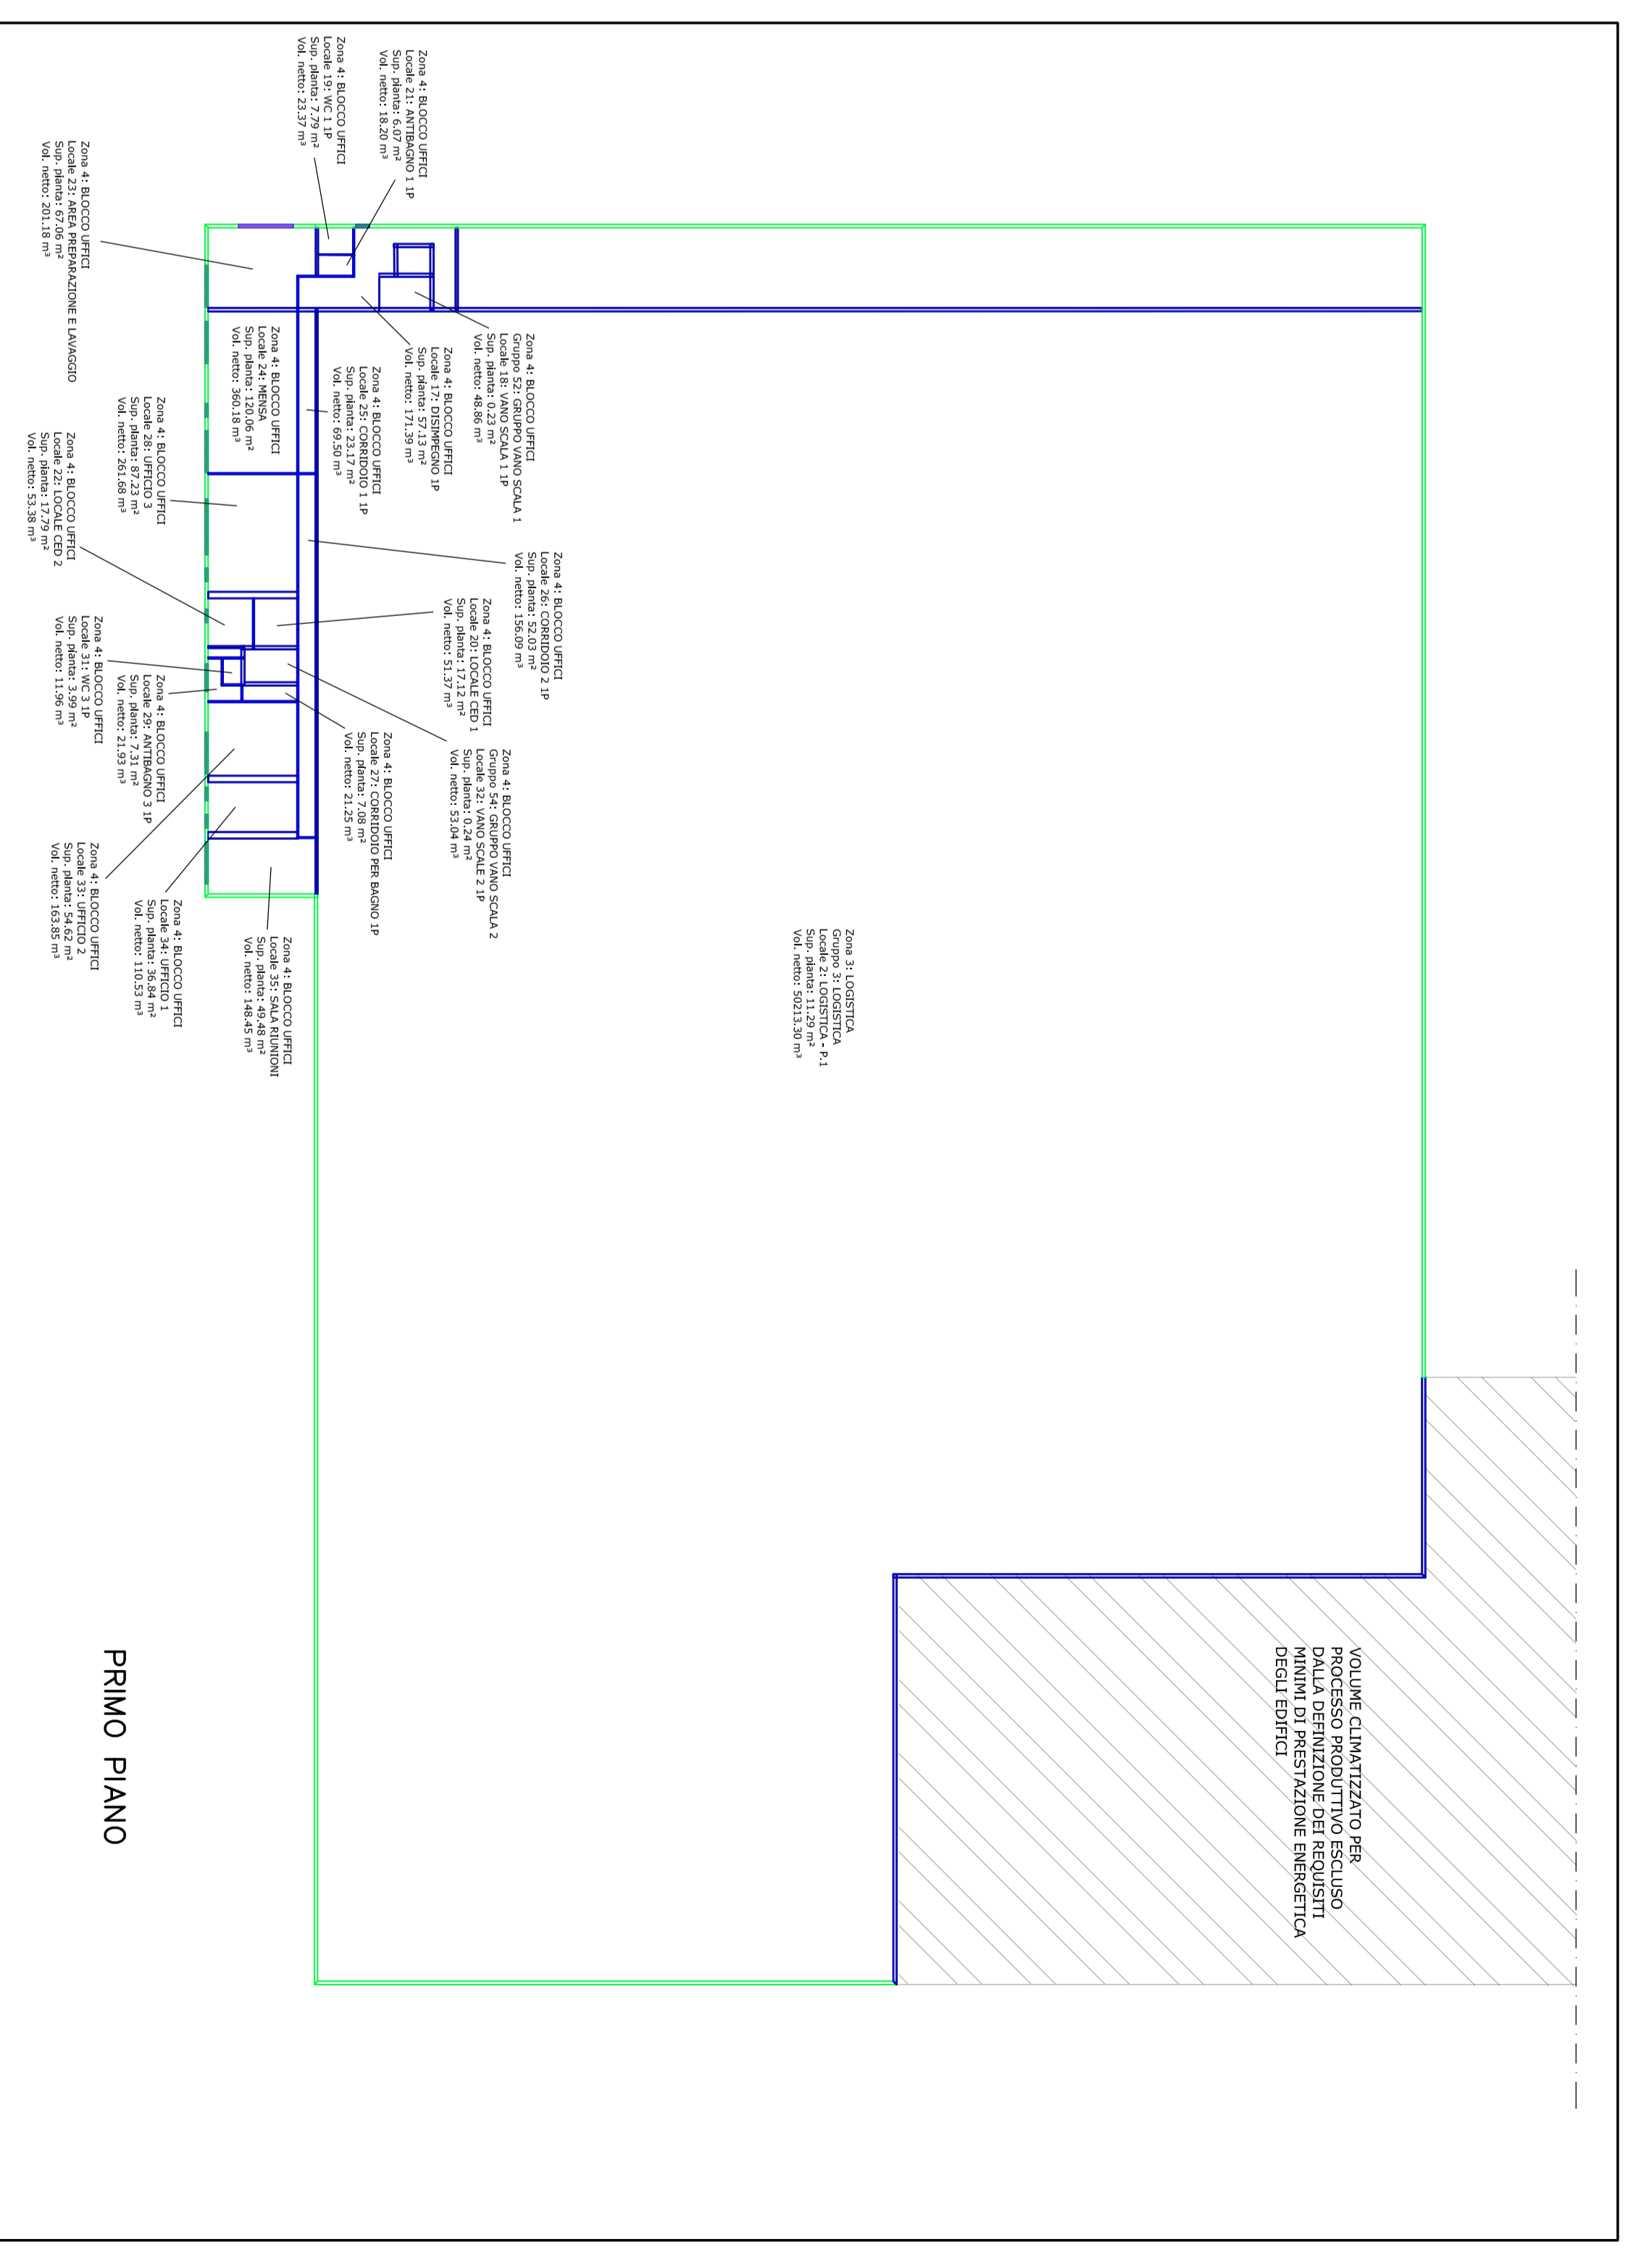 Zona 4: BLOCCO UFFICI
Locale 19: WC 1 1P
Sup. pianta: 7.79 m²
Vol. netto: 23.37 m³
Zona 4: BLOCCO UFFICI
Locale 21: ANTIBAGNO 1 1P
Sup. pianta: 6.07 m²
Vol. netto: 18.20 m³
Zona 4: BLOCCO UFFICI
Locale 23: AREA PREPARAZIONE E LAVAGGIO
Sup. pianta: 67.06 m²
Vol. netto: 201.18 m³
Zona 4: BLOCCO UFFICI
Gruppo 52: GRUPPO VANO SCALA 1
Locale 18: VANO SCALA 1 1P
Sup. pianta: 0.23 m²
Vol. netto: 48.86 m³
Zona 4: BLOCCO UFFICI
Locale 17: DISIMPEGNO 1P
Sup. pianta: 57.13 m²
Vol. netto: 171.39 m³
Zona 4: BLOCCO UFFICI
Locale 25: CORRIDOIO 1 1P
Sup. pianta: 23.17 m²
Vol. netto: 69.50 m³
Zona 4: BLOCCO UFFICI
Locale 24: MENSA
Sup. pianta: 120.06 m²
Vol. netto: 360.18 m³
Zona 4: BLOCCO UFFICI
Locale 28: UFFICIO 3
Sup. pianta: 87.23 m²
Vol. netto: 261.68 m³
Zona 4: BLOCCO UFFICI
Locale 22: LOCALE CED 2
Sup. pianta: 17.79 m²
Vol. netto: 53.38 m³
Zona 4: BLOCCO UFFICI
Locale 26: CORRIDOIO 2 1P
Sup. pianta: 52.03 m²
Vol. netto: 156.09 m³
Zona 4: BLOCCO UFFICI
Locale 20: LOCALE CED 1
Sup. pianta: 17.12 m²
Vol. netto: 51.37 m³
Zona 4: BLOCCO UFFICI
Locale 31: WC 3 1P
Sup. pianta: 3.99 m²
Vol. netto: 11.96 m³
Zona 4: BLOCCO UFFICI
Locale 29: ANTIBAGNO 3 1P
Sup. pianta: 7.31 m²
Vol. netto: 21.93 m³
Zona 4: BLOCCO UFFICI
Gruppo 54: GRUPPO VANO SCALA 2
Locale 32: VANO SCALE 2 1P
Sup. pianta: 0.24 m²
Vol. netto: 53.04 m³
Zona 4: BLOCCO UFFICI
Locale 27: CORRIDOIO PER BAGNO 1P
Sup. pianta: 7.08 m²
Vol. netto: 21.25 m³
Zona 4: BLOCCO UFFICI
Locale 33: UFFICIO 2
Sup. pianta: 54.62 m²
Vol. netto: 163.85 m³
Zona 4: BLOCCO UFFICI
Locale 34: UFFICIO 1
Sup. pianta: 36.84 m²
Vol. netto: 110.53 m³
Zona 4: BLOCCO UFFICI
Locale 35: SALA RIUNIONI
Sup. pianta: 49.48 m²
Vol. netto: 148.45 m³
Zona 3: LOGISTICA
Gruppo 3: LOGISTICA
Locale 2: LOGISTICA - P.1
Sup. pianta: 11.29 m²
Vol. netto: 50213.30 m³
VOLUME CLIMATIZZATO PER
PROCESSO PRODUTTIVO ESCLUSO
DALLA DEFINIZIONE DEI REQUISITI
MINIMI DI PRESTAZIONE ENERGETICA
DEGLI EDIFICI
PRIMO PIANO